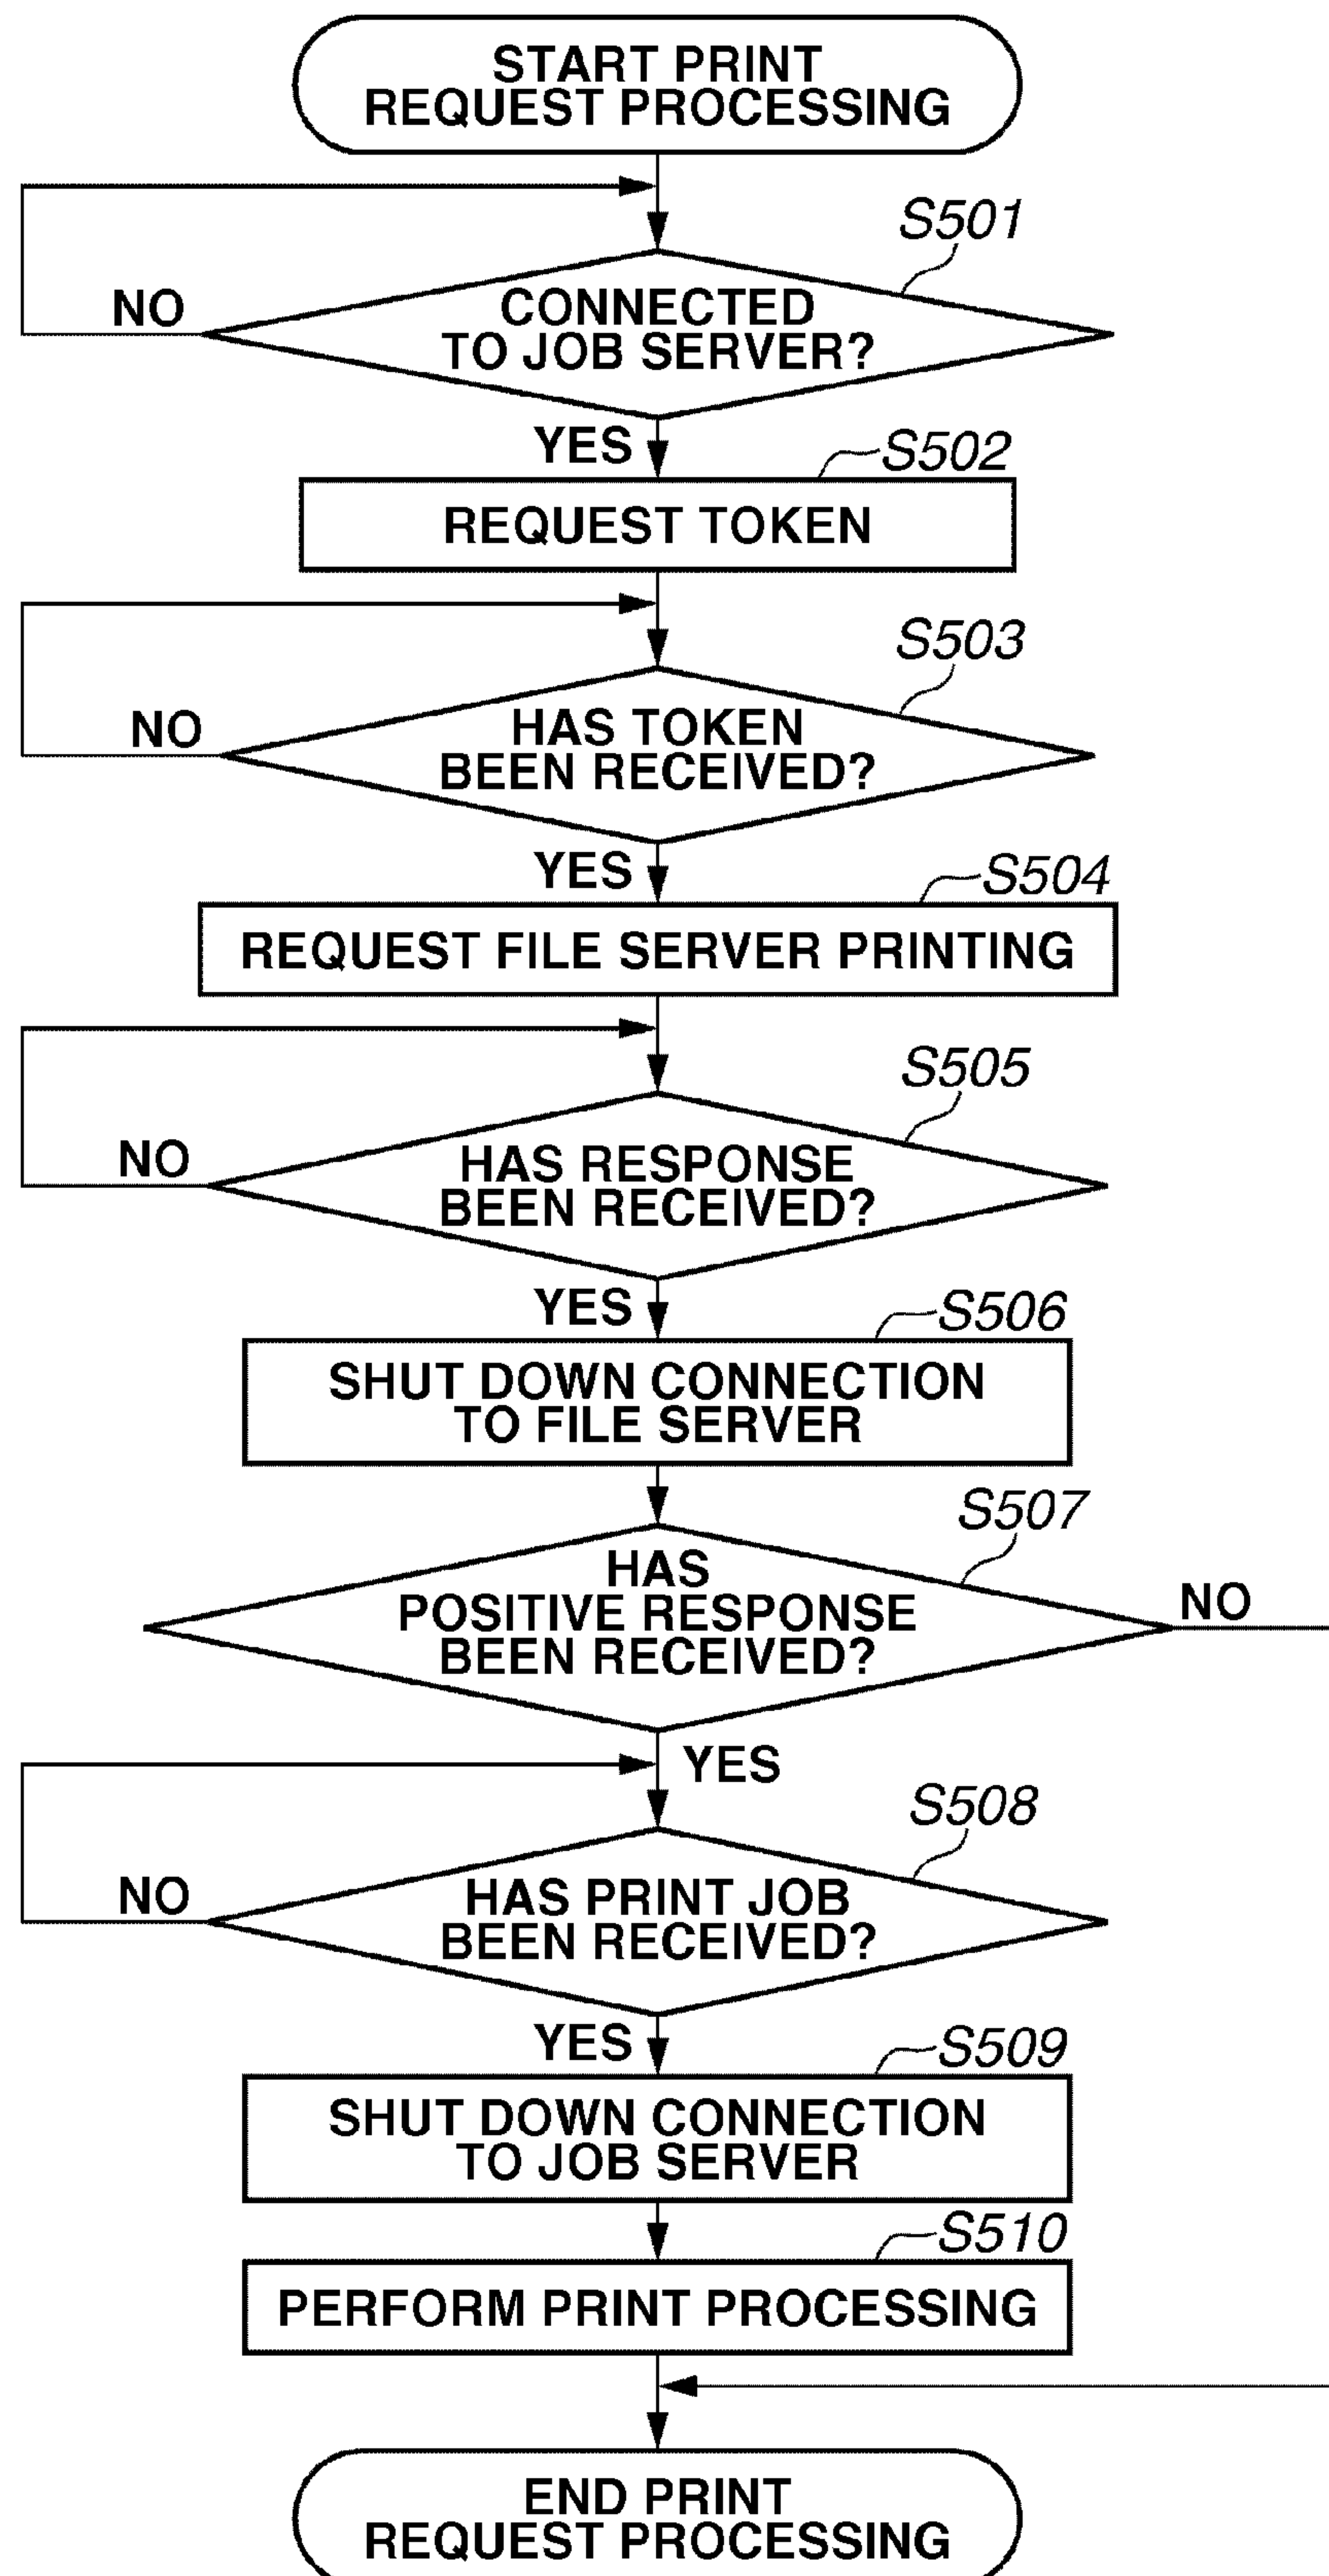 START PRINT
REQUEST PROCESSING
S501
NO
CONNECTED
TO JOB SERVER?
YES
S502
REQUEST TOKEN
S503
NO
HAS TOKEN
BEEN RECEIVED?
YES
S504
REQUEST FILE SERVER PRINTING
S505
NO
HAS RESPONSE
BEEN RECEIVED?
YES
S506
SHUT DOWN CONNECTION
TO FILE SERVER
S507
HAS
POSITIVE RESPONSE
BEEN RECEIVED?
NO
YES
S508
NO
HAS PRINT JOB
BEEN RECEIVED?
YES
S509
SHUT DOWN CONNECTION
TO JOB SERVER
S510
PERFORM PRINT PROCESSING
END PRINT
REQUEST PROCESSING